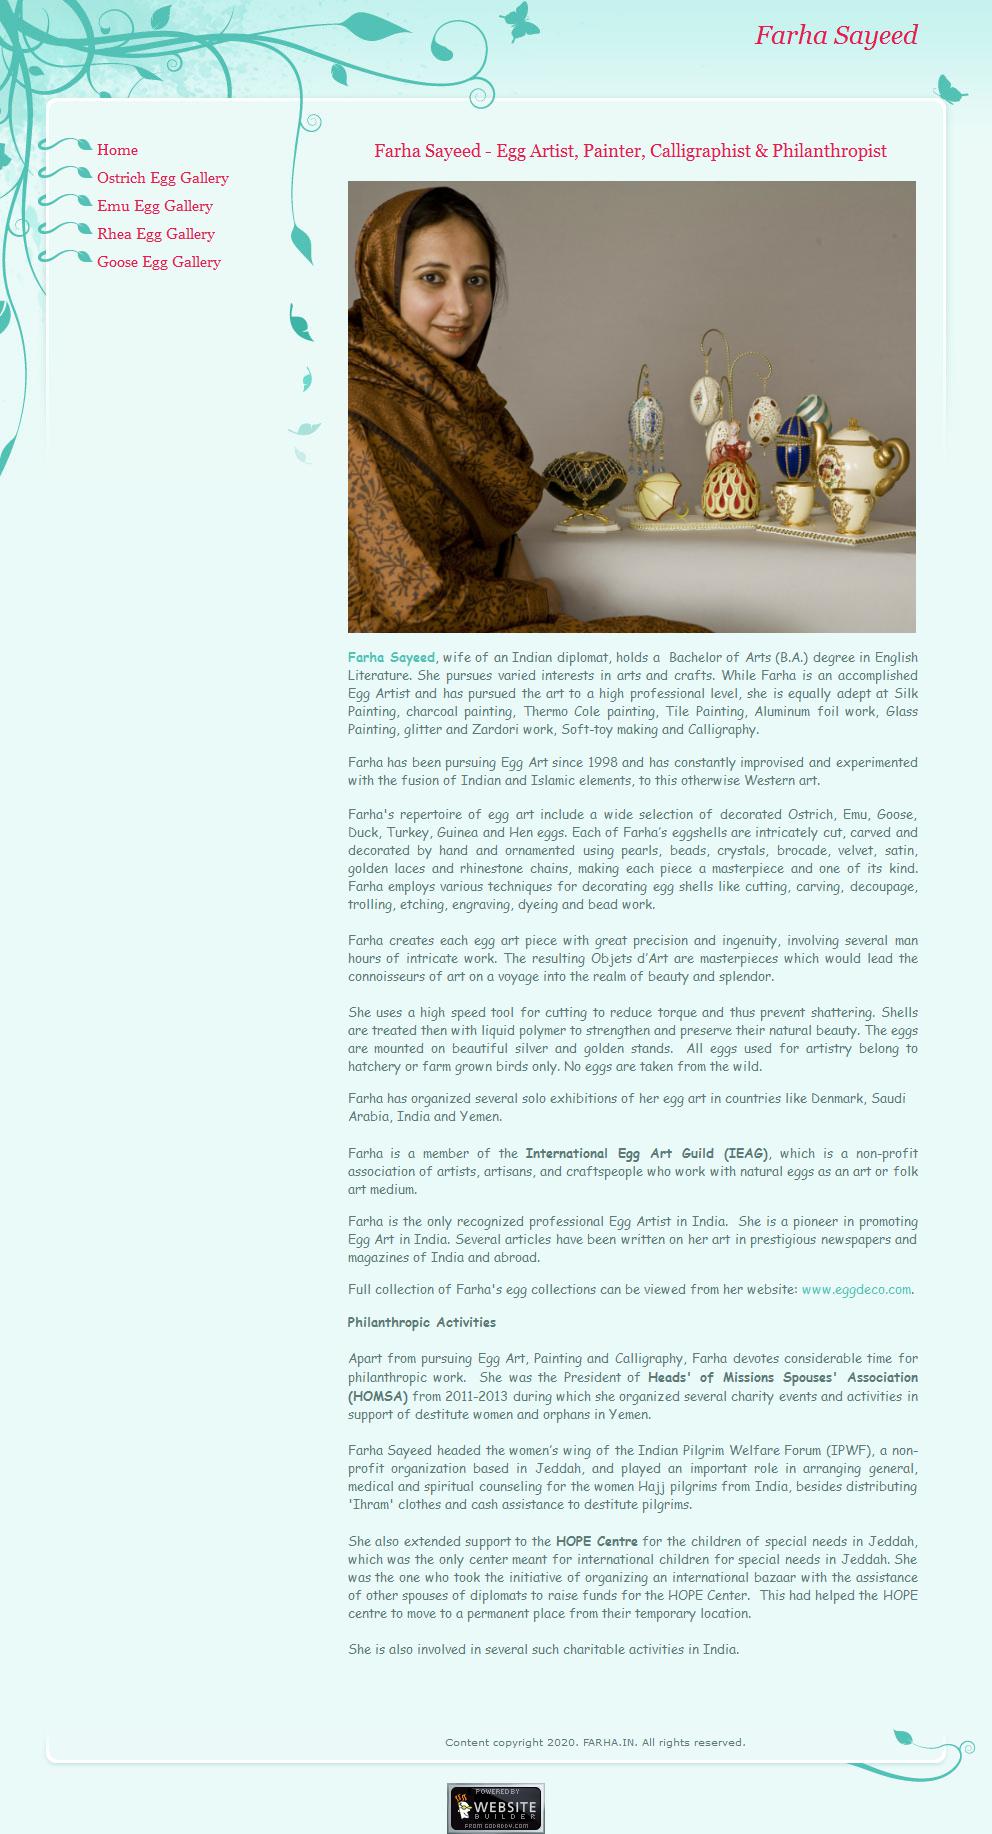 Farha Sayeed
Home
Ostrich Egg Gallery
Emu Egg Gallery
Rhea Egg Gallery
Goose Egg Gallery
Farha Sayeed - Egg Artist, Painter, Calligraphist & Philanthropist
Farha Sayeed, wife of an Indian diplomat, holds a Bachelor of Arts (B.A.) degree in English
Literature. She pursues varied interests in arts and crafts. While Farha is an accomplished
Egg Artist and has pursued the art to a high professional level, she is equally adept at Silk
Painting, charcoal painting, Thermo Cole painting, Tile Painting, Aluminum foil work, Glass
Painting, glitter and Zardori work, Soft-toy making and Calligraphy.
Farha has been pursuing Egg Art since 1998 and has constantly improvised and experimented
with the fusion of Indian and Islamic elements, to this otherwise Western art.
Farha's repertoire of egg art include a wide selection of decorated Ostrich, Emu, Goose,
Duck, Turkey, Guinea and Hen eggs. Each of Farha’s eggshells are intricately cut, carved and
decorated by hand and ornamented using pearls, beads, crystals, brocade, velvet, satin,
golden laces and rhinestone chains, making each piece a masterpiece and one of its kind.
Farha employs various techniques for decorating egg shells like cutting, carving, decoupage,
trolling, etching, engraving, dyeing and bead work.
Farha creates each egg art piece with great precision and ingenuity, involving several man
hours of intricate work. The resulting Objets d’Art are masterpieces which would lead the
connoisseurs of art on a voyage into the realm of beauty and splendor.
She uses a high speed tool for cutting to reduce torque and thus prevent shattering. Shells
are treated then with liquid polymer to strengthen and preserve their natural beauty. The eggs
are mounted on beautiful silver and golden stands. All eggs used for artistry belong to
hatchery or farm grown birds only. No eggs are taken from the wild.
Farha has organized several solo exhibitions of her egg art in countries like Denmark, Saudi
Arabia, India and Yemen.
Farha is a member of the International Egg Art Guild (IEAG), which is a non-profit
association of artists, artisans, and craftspeople who work with natural eggs as an art or folk
art medium.
Farha is the only recognized professional Egg Artist in India. She is a pioneer in promoting
Egg Art in India. Several articles have been written on her art in prestigious newspapers and
magazines of India and abroad.
Full collection of Farha's egg collections can be viewed from her website: www.eggdeco.com.
Philanthropic Activities
Apart from pursuing Egg Art, Painting and Calligraphy, Farha devotes considerable time for
philanthropic work. She was the President of Heads' of Missions Spouses' Association
(HOMSA) from 2011-2013 during which she organized several charity events and activities in
support of destitute women and orphans in Yemen.
Farha Sayeed headed the women’s wing of the Indian Pilgrim Welfare Forum (IPWF), a non-
profit organization based in Jeddah, and played an important role in arranging general,
medical and spiritual counseling for the women Hajj pilgrims from India, besides distributing
'Ihram' clothes and cash assistance to destitute pilgrims.
She also extended support to the HOPE Centre for the children of special needs in Jeddah,
which was the only center meant for international children for special needs in Jeddah. She
was the one who took the initiative of organizing an international bazaar with the assistance
of other spouses of diplomats to raise funds for the HOPE Center. This had helped the HOPE
centre to move to a permanent place from their temporary location.
She is also involved in several such charitable activities in India.
Content copyright 2020. FARHA.IN. All rights reserved.
POWERED BY
WEBSITE
BUILDER
FROM GODADDY.COM